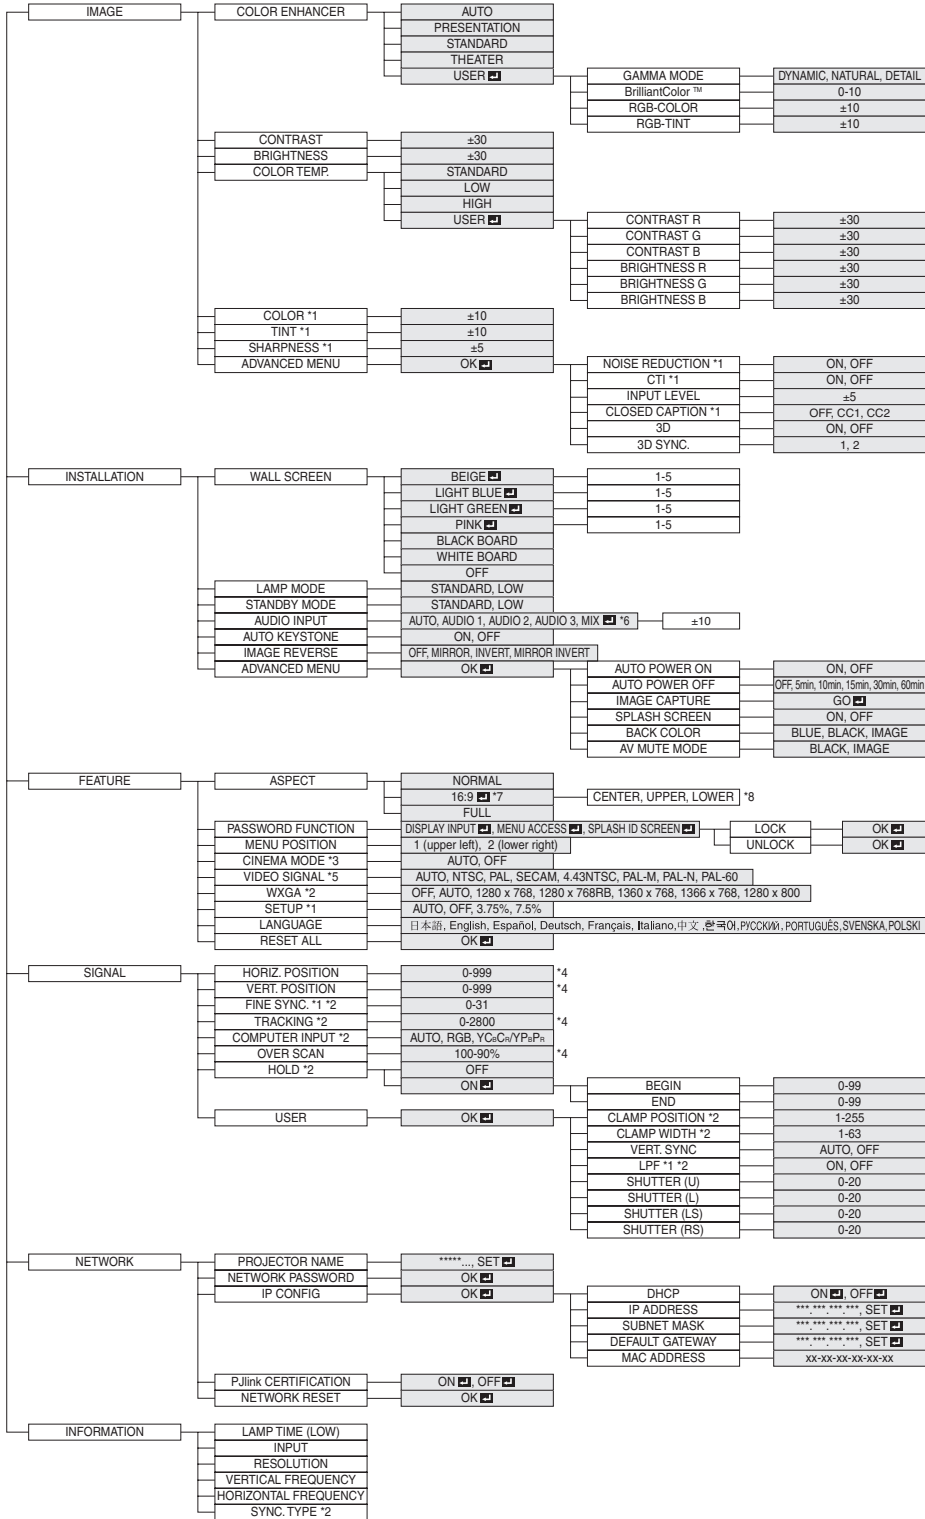 IMAGE COLOR ENHANCER AUTO
PRESENTATION
STANDARD
THEATER
USER GAMMA MODE DYNAMIC, NATURAL, DETAIL
BrilliantColor ™ 0-10
RGB-COLOR ±10
RGB-TINT ±10
CONTRAST ±30
BRIGHTNESS ±30
COLOR TEMP. STANDARD
LOW
HIGH
USER CONTRAST R ±30
CONTRAST G ±30
CONTRAST B ±30
BRIGHTNESS R ±30
BRIGHTNESS G ±30
BRIGHTNESS B ±30
COLOR *1 ±10
TINT *1 ±10
SHARPNESS *1 ±5
ADVANCED MENU OK NOISE REDUCTION *1 ON, OFF
CTI *1 ON, OFF
INPUT LEVEL ±5
CLOSED CAPTION *1 OFF, CC1, CC2
3D ON, OFF
3D SYNC. 1, 2
INSTALLATION WALL SCREEN BEIGE 1-5
LIGHT BLUE 1-5
LIGHT GREEN 1-5
PINK 1-5
BLACK BOARD
WHITE BOARD
OFF
LAMP MODE STANDARD, LOW
STANDBY MODE STANDARD, LOW
AUDIO INPUT AUTO, AUDIO 1, AUDIO 2, AUDIO 3, MIX *6 ±10
AUTO KEYSTONE ON, OFF
IMAGE REVERSE OFF, MIRROR, INVERT, MIRROR INVERT
ADVANCED MENU OK AUTO POWER ON ON, OFF
AUTO POWER OFF OFF, 5min, 10min, 15min, 30min, 60min
IMAGE CAPTURE GO
SPLASH SCREEN ON, OFF
BACK COLOR BLUE, BLACK, IMAGE
AV MUTE MODE BLACK, IMAGE
FEATURE ASPECT NORMAL
16:9 *7 CENTER, UPPER, LOWER *8
FULL
PASSWORD FUNCTION DISPLAY INPUT, MENU ACCESS, SPLASH ID SCREEN LOCK OK
MENU POSITION 1 (upper left), 2 (lower right) UNLOCK OK
CINEMA MODE *3 AUTO, OFF
VIDEO SIGNAL *5 AUTO, NTSC, PAL, SECAM, 4.43NTSC, PAL-M, PAL-N, PAL-60
WXGA *2 OFF, AUTO, 1280 x 768, 1280 x 768RB, 1360 x 768, 1366 x 768, 1280 x 800
SETUP *1 AUTO, OFF, 3.75%, 7.5%
LANGUAGE 日本語, English, Español, Deutsch, Français, Italiano, 中文, 한국어, РУССКИЙ, PORTUGUÊS, SVENSKA, POLSKI
RESET ALL OK
SIGNAL HORIZ. POSITION 0-999 *4
VERT. POSITION 0-999 *4
FINE SYNC. *1 *2 0-31
TRACKING *2 0-2800 *4
COMPUTER INPUT *2 AUTO, RGB, YCBCR/YPBPR
OVER SCAN 100-90% *4
HOLD *2 OFF
ON BEGIN 0-99
END 0-99
USER OK CLAMP POSITION *2 1-255
CLAMP WIDTH *2 1-63
VERT. SYNC AUTO, OFF
LPF *1 *2 ON, OFF
SHUTTER (U) 0-20
SHUTTER (L) 0-20
SHUTTER (LS) 0-20
SHUTTER (RS) 0-20
NETWORK PROJECTOR NAME *****..., SET
NETWORK PASSWORD OK
IP CONFIG OK DHCP ON, OFF
IP ADDRESS ***.***.***.***, SET
SUBNET MASK ***.***.***.***, SET
DEFAULT GATEWAY ***.***.***.***, SET
MAC ADDRESS xx-xx-xx-xx-xx-xx
PJlink CERTIFICATION ON, OFF
NETWORK RESET OK
INFORMATION LAMP TIME (LOW)
INPUT
RESOLUTION
VERTICAL FREQUENCY
HORIZONTAL FREQUENCY
SYNC. TYPE *2